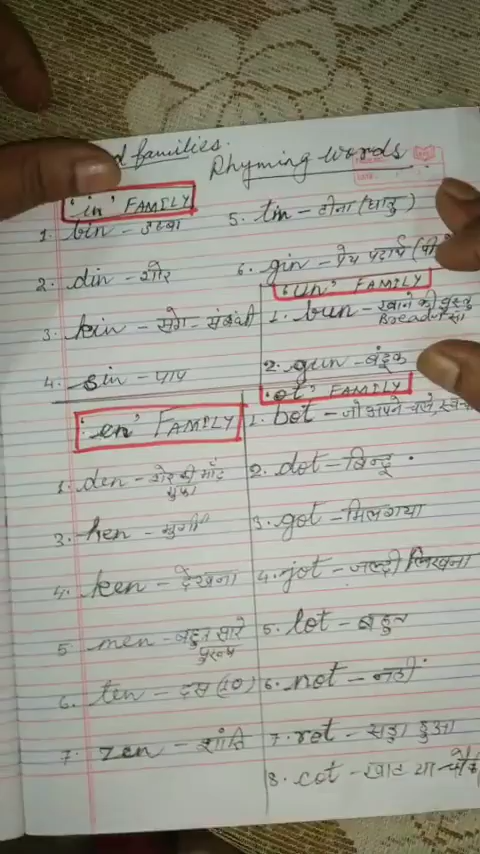 d families.
Rhyming words
'in' FAMILY
1. bin - डब्बा
2. din - शोर
3. kin - सगे-संबंधी
4. sin - पाप
5. tin - टीना (धातु)
6. gin - पेय पदार्थ
'un' FAMILY
1. bun - खाने की वस्तु
Bread
2. gun - बंदूक
'en' FAMILY
1. den - शेर की माँद
गुफा
3. hen - मुर्गी
4. ken - देखना
5. men - बहुत सारे
पुरुष
6. ten - दस (10)
7. zen - शांति
'ot' FAMILY
1. bot - जो अपने
2. dot - बिन्दू .
3. got - मिल गया
4. jot - जल्दी लिखना
5. lot - बहुत
6. not - नही
7. rot - सड़ा हुआ
8. cot - खाट या